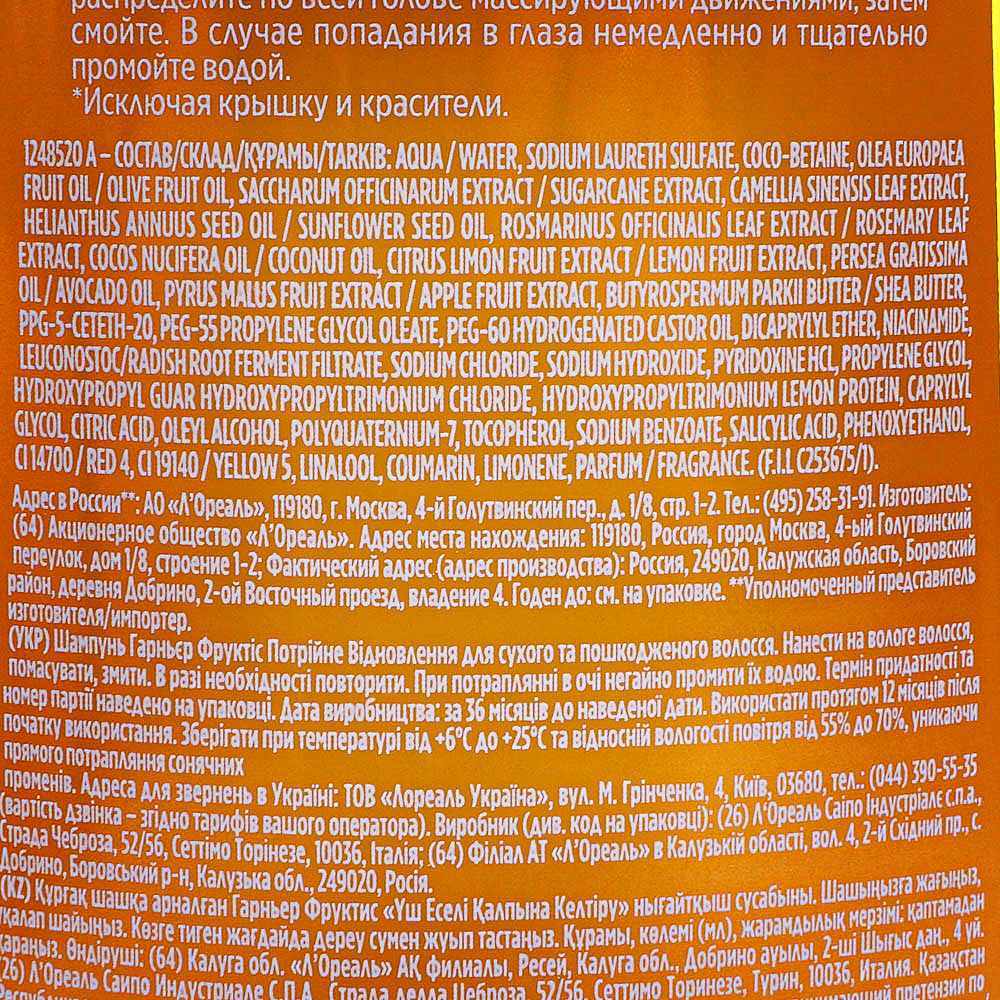 распределите по всей голове массирующими движениями, затем
смойте. В случае попадания в глаза немедленно и тщательно
промойте водой.
*Исключая крышку и красители.
1248520 A – СОСТАВ/СКЛАД/ҚҰРАМЫ/TARKIB: AQUA / WATER, SODIUM LAURETH SULFATE, COCO-BETAINE, OLEA EUROPAEA
FRUIT OIL / OLIVE FRUIT OIL, SACCHARUM OFFICINARUM EXTRACT / SUGARCANE EXTRACT, CAMELLIA SINENSIS LEAF EXTRACT,
HELIANTHUS ANNUUS SEED OIL / SUNFLOWER SEED OIL, ROSMARINUS OFFICINALIS LEAF EXTRACT / ROSEMARY LEAF
EXTRACT, COCOS NUCIFERA OIL / COCONUT OIL, CITRUS LIMON FRUIT EXTRACT / LEMON FRUIT EXTRACT, PERSEA GRATISSIMA
OIL / AVOCADO OIL, PYRUS MALUS FRUIT EXTRACT / APPLE FRUIT EXTRACT, BUTYROSPERMUM PARKII BUTTER / SHEA BUTTER,
PPG-5-CETETH-20, PEG-55 PROPYLENE GLYCOL OLEATE, PEG-60 HYDROGENATED CASTOR OIL, DICAPRYLYL ETHER, NIACINAMIDE,
LEUCONOSTOC/RADISH ROOT FERMENT FILTRATE, SODIUM CHLORIDE, SODIUM HYDROXIDE, PYRIDOXINE HCL, PROPYLENE GLYCOL,
HYDROXYPROPYL GUAR HYDROXYPROPYLTRIMONIUM CHLORIDE, HYDROXYPROPYLTRIMONIUM LEMON PROTEIN, CAPRYLYL
GLYCOL, CITRIC ACID, OLEYL ALCOHOL, POLYQUATERNIUM-7, TOCOPHEROL, SODIUM BENZOATE, SALICYLIC ACID, PHENOXYETHANOL,
CI 14700 / RED 4, CI 19140 / YELLOW 5, LINALOOL, COUMARIN, LIMONENE, PARFUM / FRAGRANCE. (F.I.L C253675/1).
Адрес в России**: АО «Л'Ореаль», 119180, г. Москва, 4-й Голутвинский пер., д. 1/8, стр. 1-2. Тел.: (495) 258-31-91. Изготовитель:
(64) Акционерное общество «Л'Ореаль». Адрес места нахождения: 119180, Россия, город Москва, 4-ый Голутвинский
переулок, дом 1/8, строение 1-2; Фактический адрес (адрес производства): Россия, 249020, Калужская область, Боровский
район, деревня Добрино, 2-ой Восточный проезд, владение 4. Годен до: см. на упаковке. **Уполномоченный представитель
изготовителя/импортер.
(УКР) Шампунь Гарньєр Фруктіс Потрійне Відновлення для сухого та пошкодженого волосся. Нанести на вологе волосся,
помасувати, змити. В разі необхідності повторити. При потраплянні в очі негайно промити їх водою. Термін придатності та
номер партії наведено на упаковці. Дата виробництва: за 36 місяців до наведеної дати. Використати протягом 12 місяців після
початку використання. Зберігати при температурі від +6°С до +25°С та відносній вологості повітря від 55% до 70%, уникаючи
прямого потрапляння сонячних
променів. Адреса для звернень в Україні: ТОВ «Лореаль Україна», вул. М. Грінченка, 4, Київ, 03680, тел.: (044) 390-55-35
(вартість дзвінка – згідно тарифів вашого оператора). Виробник (див. код на упаковці): (26) Л'Ореаль Саіпо Індустріалє с.п.а.,
Страда Чеброза, 52/56, Сеттімо Торінезе, 10036, Італія; (64) Філіал АТ «Л'Ореаль» в Калузькій області, вол. 4, 2-й Східний пр., с.
Добрино, Боровський р-н, Калузька обл., 249020, Росія.
(KZ) Құрғақ шашқа арналған Гарньер Фруктис «Үш Еселі Қалпына Келтіру» нығайтқыш сусабыны. Шашыңызға жағыңыз,
уқалап шайыңыз. Көзге тиген жағдайда дереу сумен жуып тастаңыз. Құрамы, көлемі (мл), жарамдылық мерзімі: қаптамадан
қараңыз. Өндіруші: (64) Калуга обл. «Л'Ореаль» АҚ филиалы, Ресей, Калуга обл., Добрино ауылы, 2-ші Шығыс даң., 4 үй.
(26) Л'Ореаль Саипо Индустриале С.П.А., Страда делла Чеброза, 52/56, Сеттимо Торинезе, Турин, 10036, Италия. Қазақстан
претензии по